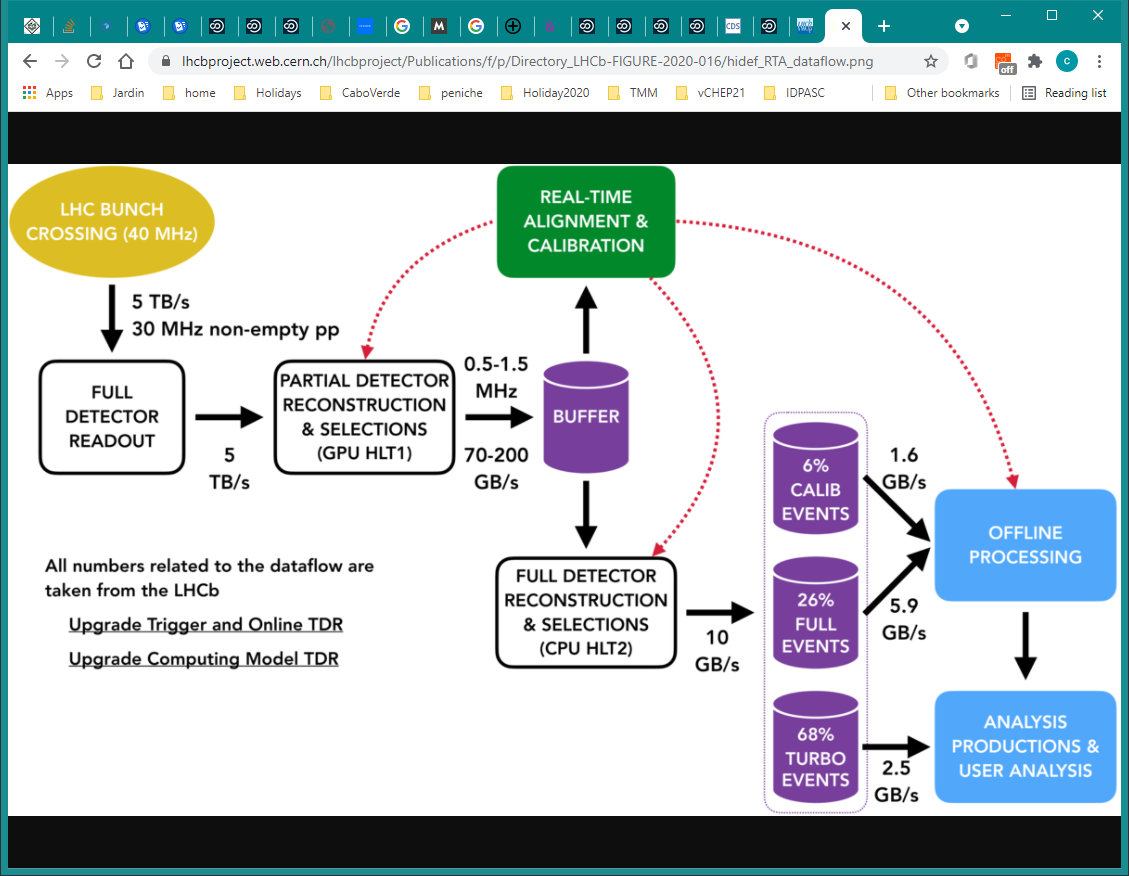 lhcbproject.web.cern.ch/lhcbproject/Publications/f/p/Directory_LHCb-FIGURE-2020-016/hidef_RTA_dataflow.png
off
C
Apps
Jardin
home
Holidays
CaboVerde
peniche
Holiday2020
TMM
vCHEP21
IDPASC
Other bookmarks
Reading list
M
CDS
LHC BUNCH
CROSSING (40 MHz)
REAL-TIME
ALIGNMENT &
CALIBRATION
5 TB/s
30 MHz non-empty pp
FULL
DETECTOR
READOUT
5
TB/s
PARTIAL DETECTOR
RECONSTRUCTION
& SELECTIONS
(GPU HLT1)
0.5-1.5
MHz
70-200
GB/s
BUFFER
6%
CALIB
EVENTS
1.6
GB/s
OFFLINE
PROCESSING
All numbers related to the dataflow are
taken from the LHCb
Upgrade Trigger and Online TDR
Upgrade Computing Model TDR
FULL DETECTOR
RECONSTRUCTION
& SELECTIONS
(CPU HLT2)
10
GB/s
26%
FULL
EVENTS
5.9
GB/s
68%
TURBO
EVENTS
2.5
GB/s
ANALYSIS
PRODUCTIONS &
USER ANALYSIS